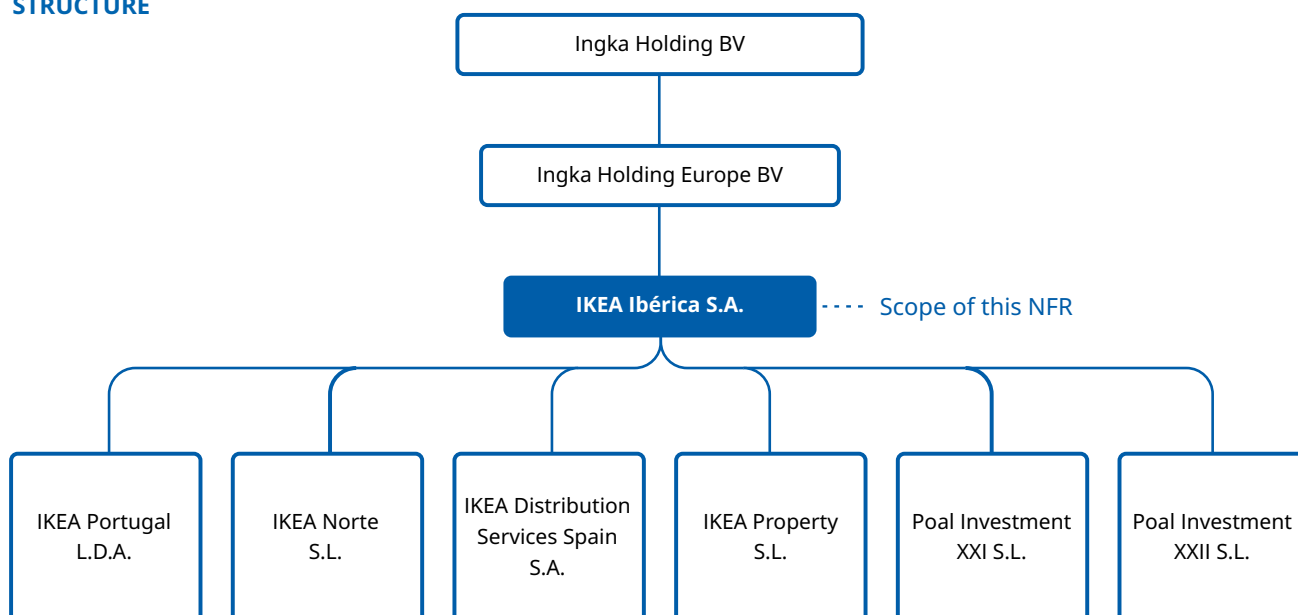 STRUCTURE
Ingka Holding BV
Ingka Holding Europe BV
IKEA Ibérica S.A.
Scope of this NFR
IKEA Portugal
L.D.A.
IKEA Norte
S.L.
IKEA Distribution
Services Spain
S.A.
IKEA Property
S.L.
Poal Investment
XXI S.L.
Poal Investment
XXII S.L.